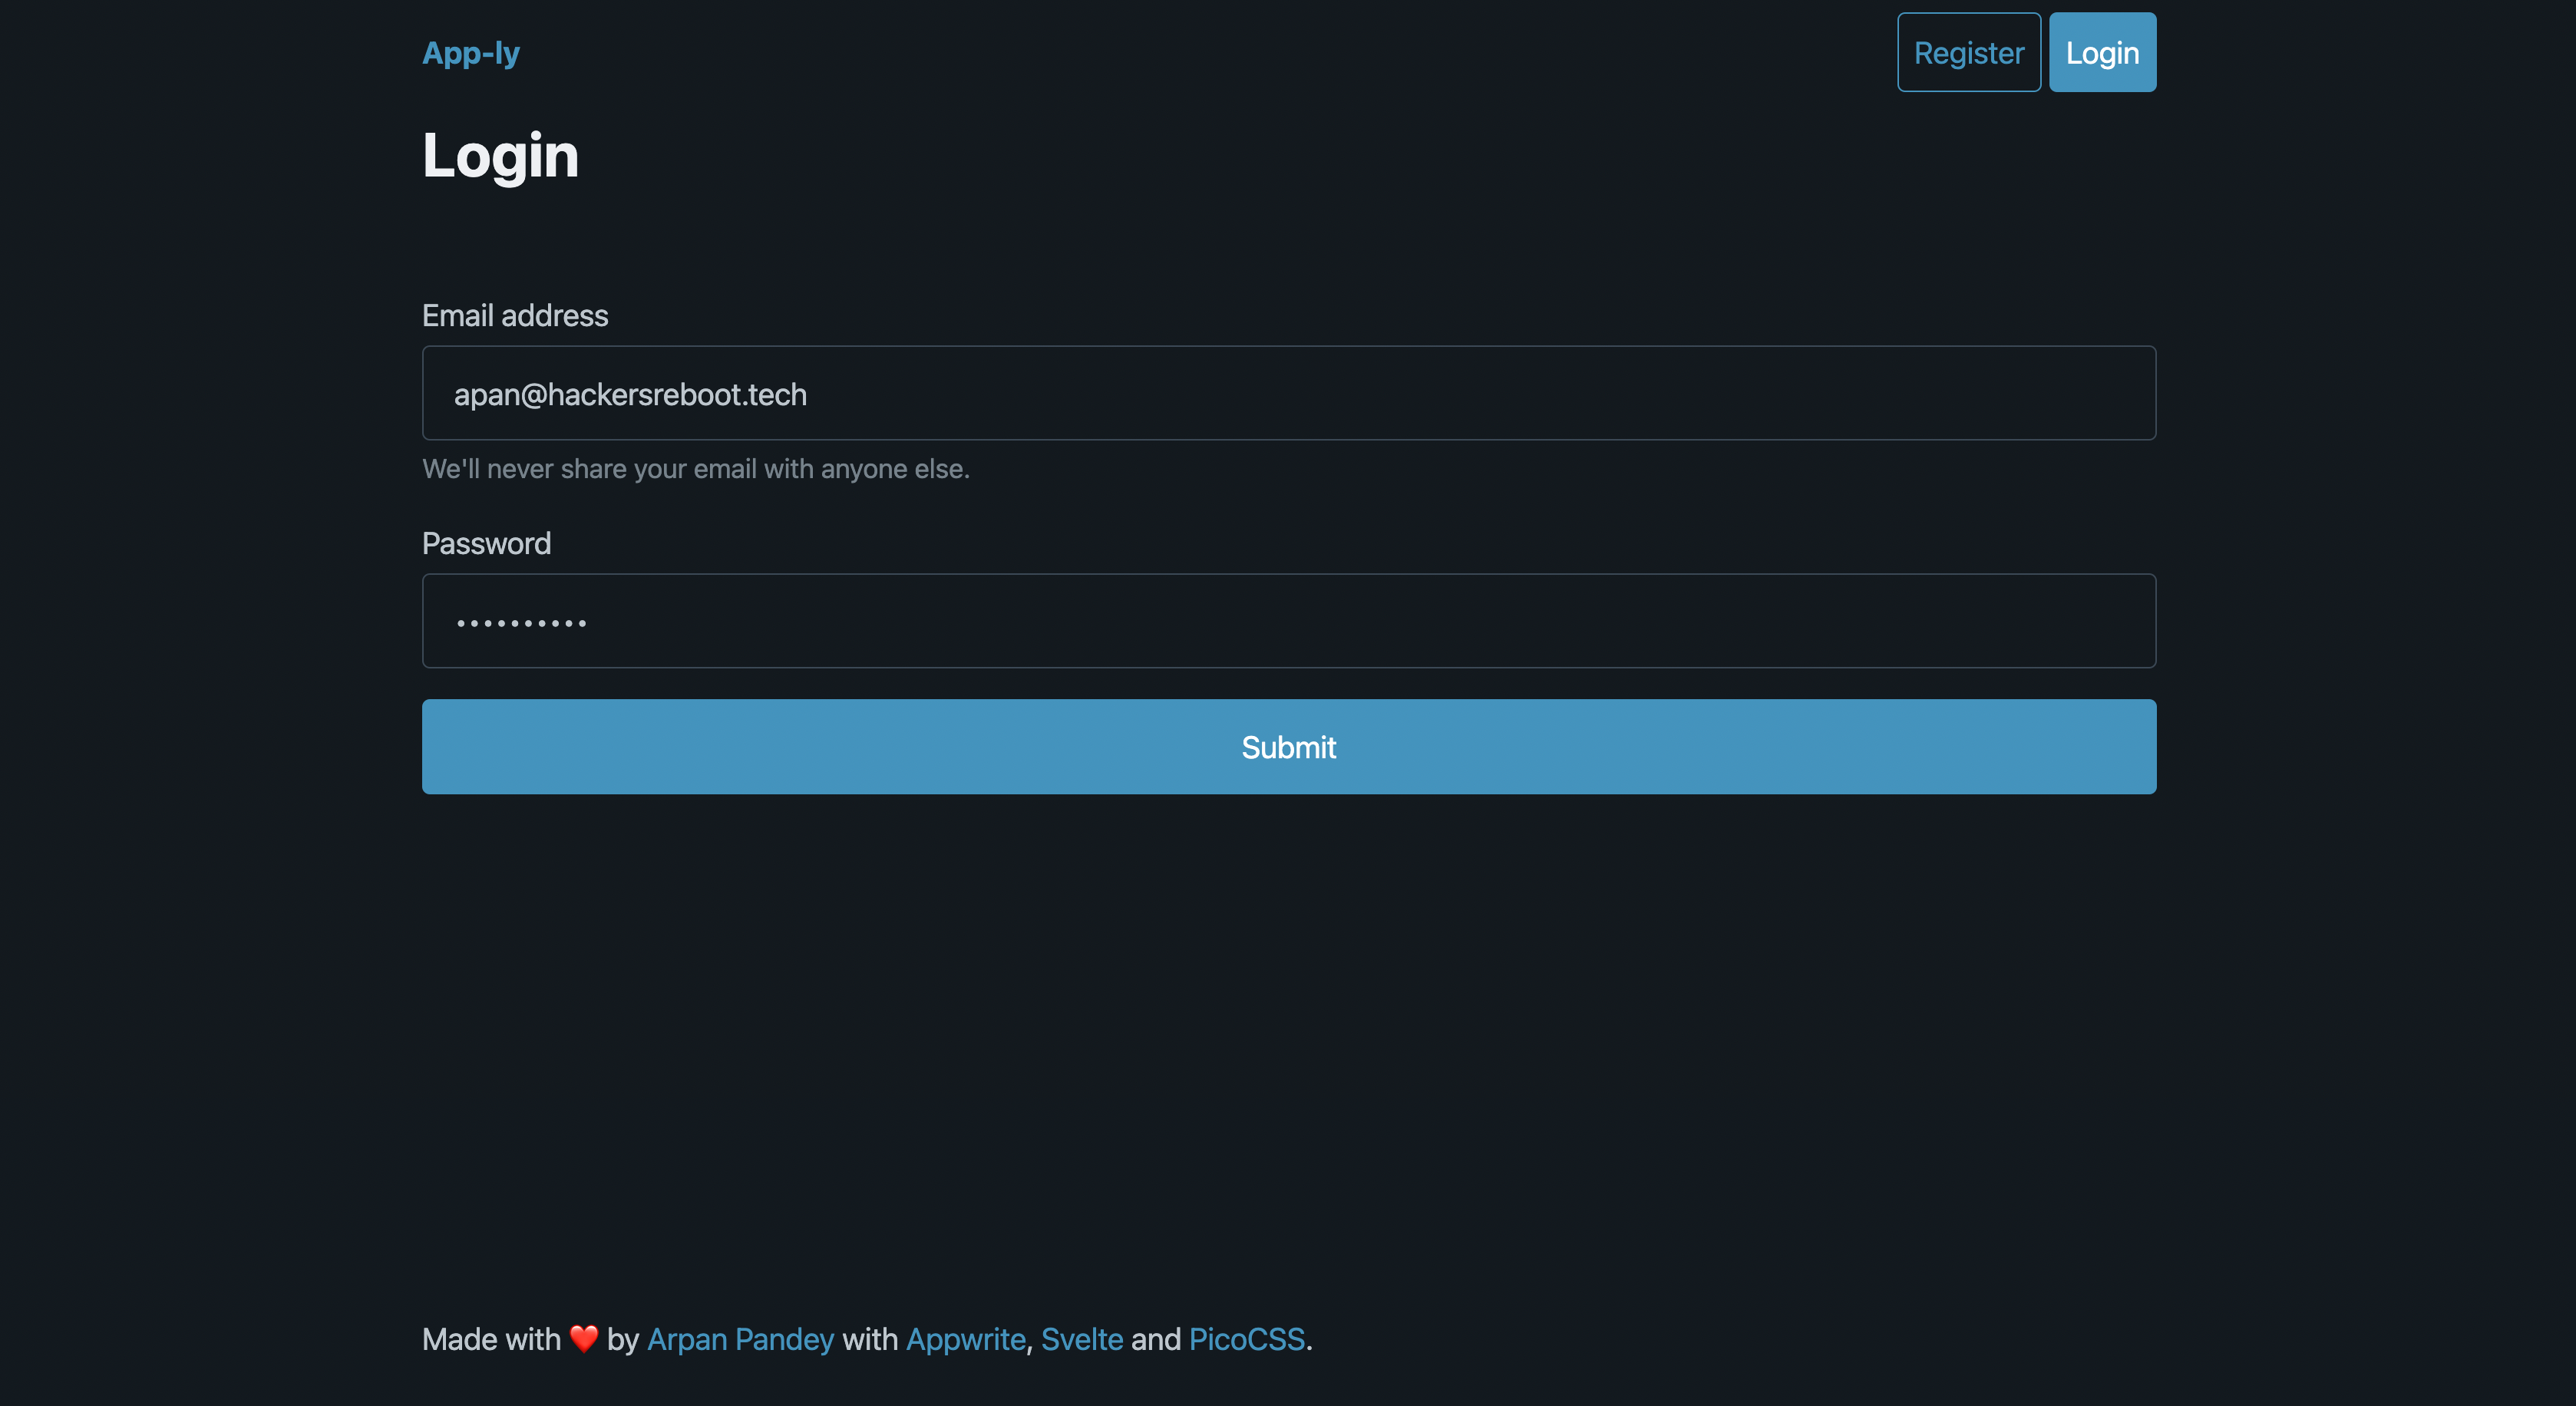 App-ly
Register
Login
Login
Email address
apan@hackersreboot.tech
We'll never share your email with anyone else.
Password
••••••••••
Submit
Made with ❤️ by Arpan Pandey with Appwrite, Svelte and PicoCSS.